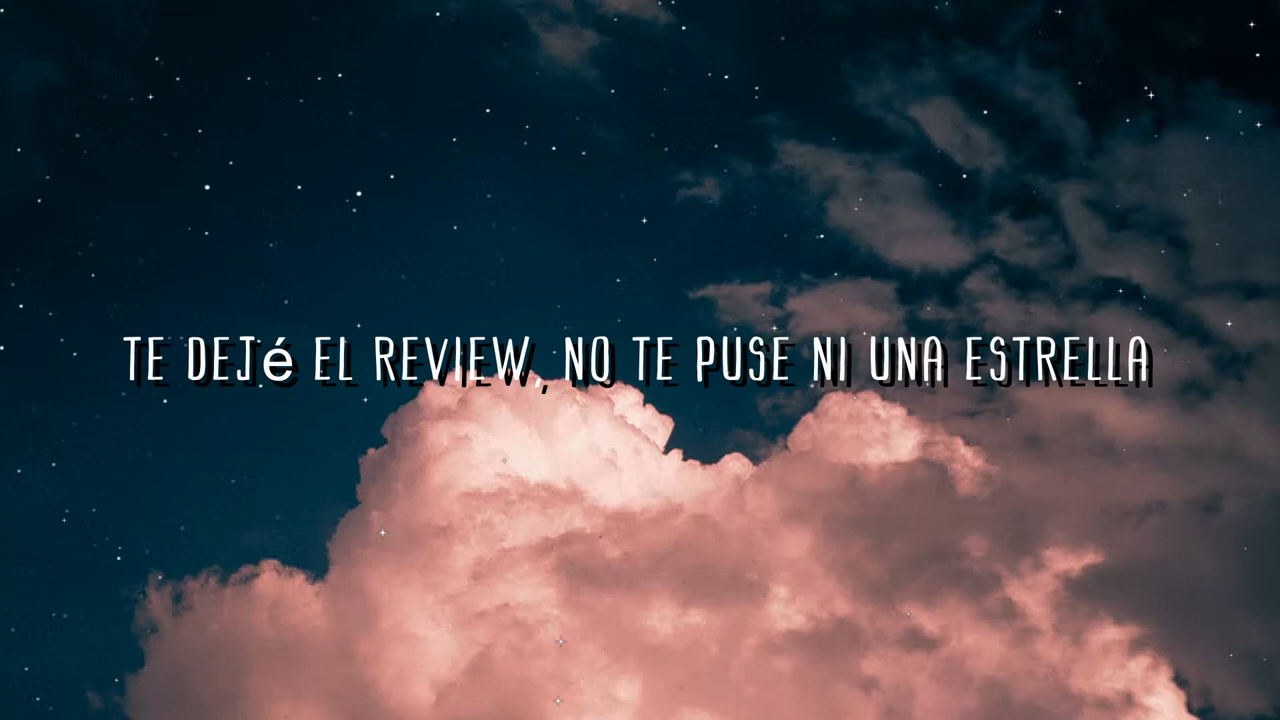 TE DEJé EL REVIEW, NO TE PUSE NI UNA ESTRELLA